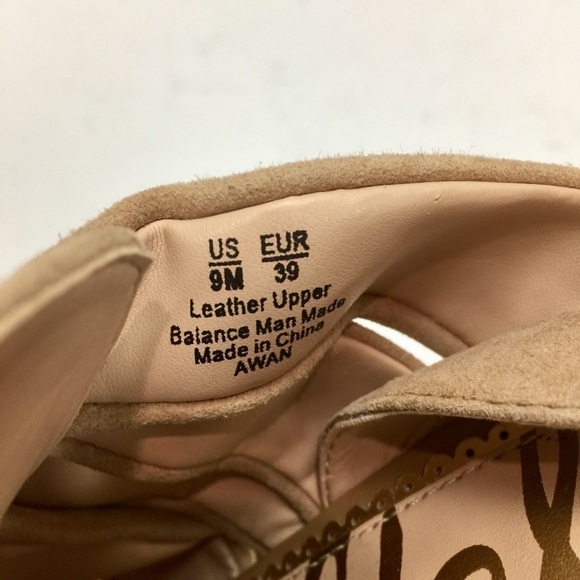 US EUR
9M 39
Leather Upper
Balance Man Made
Made in China
AWAN